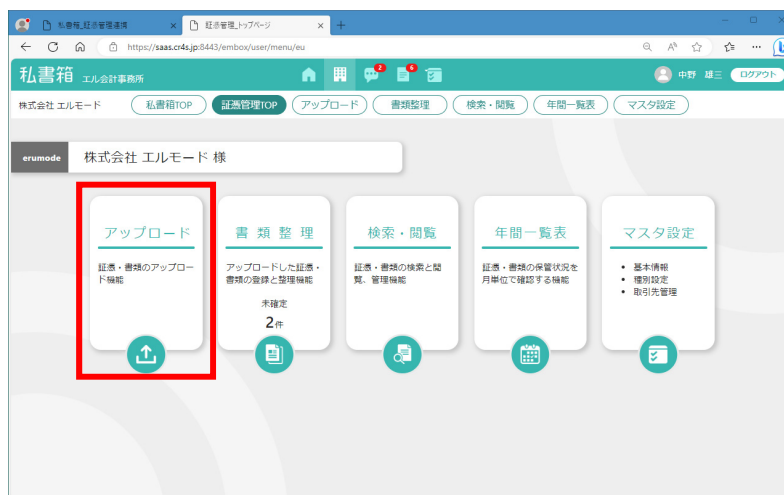 私書箱_証憑管理連携
証憑管理_トップページ
https://saas.cr4s.jp:8443/embox/user/menu/eu
私書箱 エル会計事務所
2
6
中野 雄三
ログアウト
株式会社 エルモード
私書箱TOP
証憑管理TOP
アップロード
書類整理
検索・閲覧
年間一覧表
マスタ設定
erumode
株式会社 エルモード 様
アップロード
証憑・書類のアップロー
ド機能
書類整理
アップロードした証憑・
書類の登録と整理機能
未確定
2件
検索・閲覧
証憑・書類の検索と閲
覧、管理機能
年間一覧表
証憑・書類の保管状況を
月単位で確認する機能
マスタ設定
• 基本情報
• 種別設定
• 取引先管理